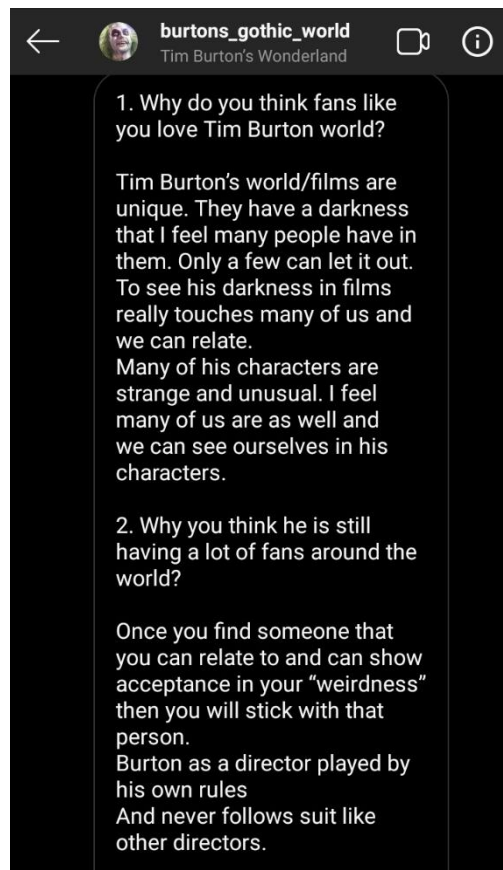 burtons_gothic_world
Tim Burton's Wonderland
1. Why do you think fans like
you love Tim Burton world?
Tim Burton's world/films are
unique. They have a darkness
that I feel many people have in
them. Only a few can let it out.
To see his darkness in films
really touches many of us and
we can relate.
Many of his characters are
strange and unusual. I feel
many of us are as well and
we can see ourselves in his
characters.
2. Why you think he is still
having a lot of fans around the
world?
Once you find someone that
you can relate to and can show
acceptance in your “weirdness”
then you will stick with that
person.
Burton as a director played by
his own rules
And never follows suit like
other directors.